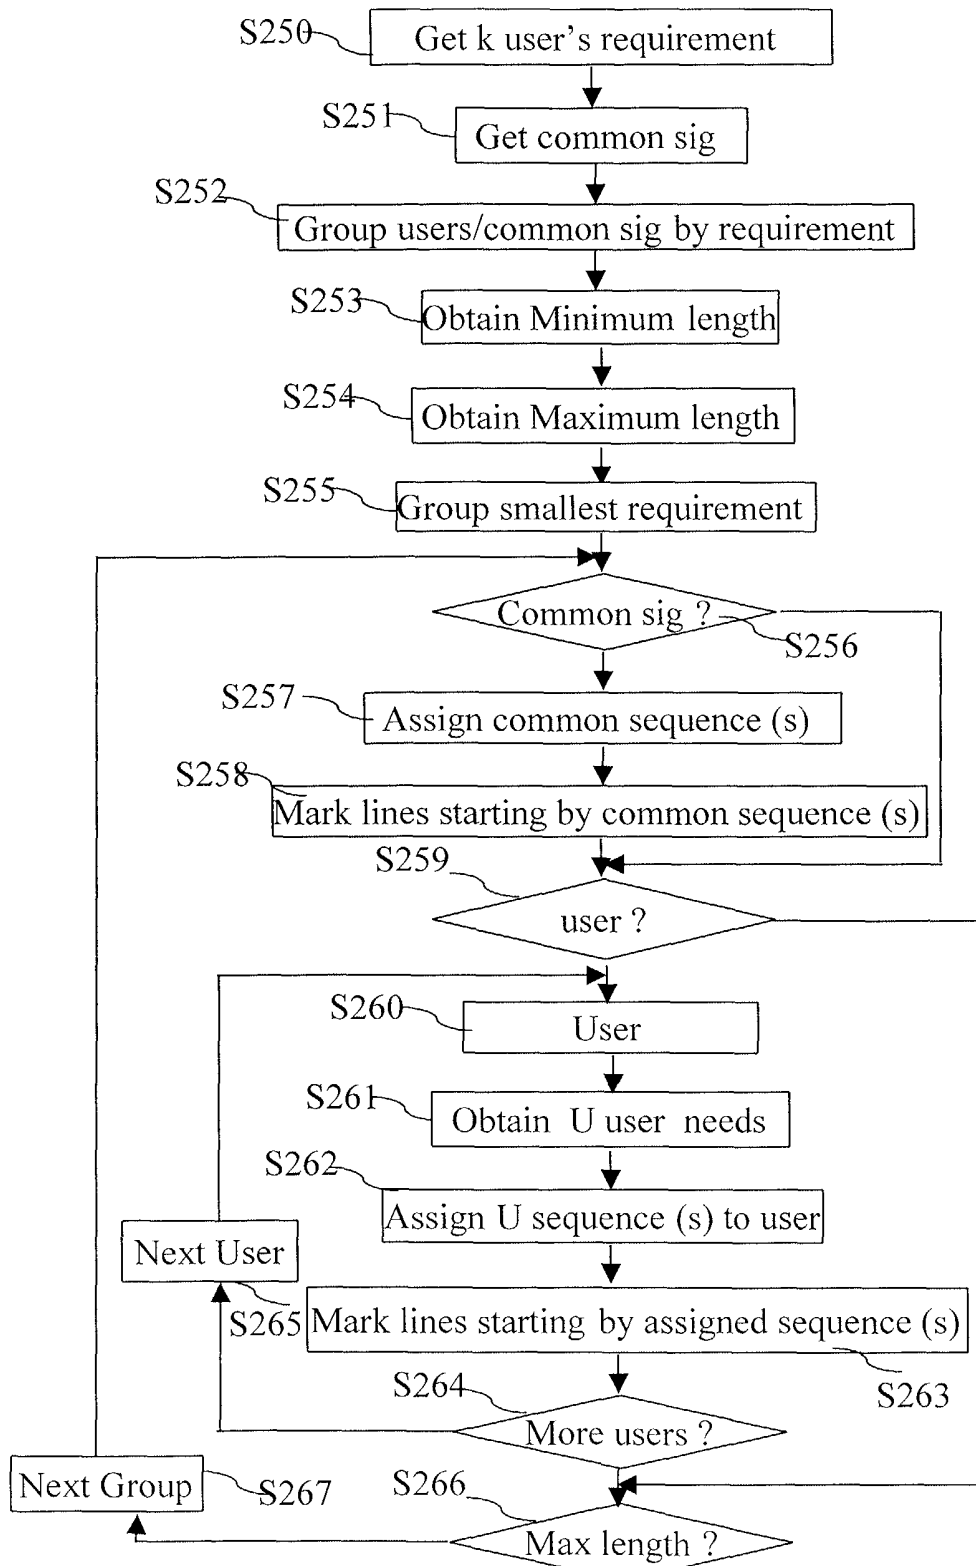 S250
Get k user's requirement
S251
Get common sig
S252
Group users/common sig by requirement
S253
Obtain Minimum length
S254
Obtain Maximum length
S255
Group smallest requirement
Common sig ?
S256
S257
Assign common sequence (s)
S258
Mark lines starting by common sequence (s)
S259
user ?
S260
User
S261
Obtain U user needs
S262
Assign U sequence (s) to user
Next User
S265
Mark lines starting by assigned sequence (s)
S263
S264
More users ?
Next Group
S267
S266
Max length ?